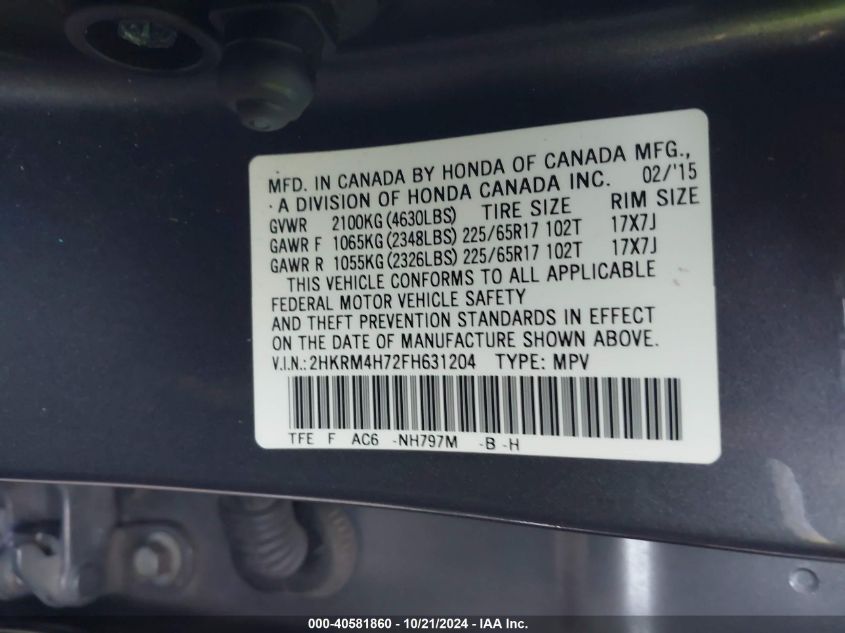 MFD. IN CANADA BY HONDA OF CANADA MFG.,
A DIVISION OF HONDA CANADA INC. 02/'15
GVWR 2100KG (4630LBS) TIRE SIZE RIM SIZE
GAWR F 1065KG (2348LBS) 225/65R17 102T 17X7J
GAWR R 1055KG (2326LBS) 225/65R17 102T 17X7J
THIS VEHICLE CONFORMS TO ALL APPLICABLE
FEDERAL MOTOR VEHICLE SAFETY
AND THEFT PREVENTION STANDARDS IN EFFECT
ON THE DATE OF MANUFACTURE SHOWN ABOVE.
V.I.N.: 2HKRM4H72FH631204 TYPE: MPV
TFE F AC6 -NH797M -B -H
000-40581860 - 10/21/2024 - IAA Inc.